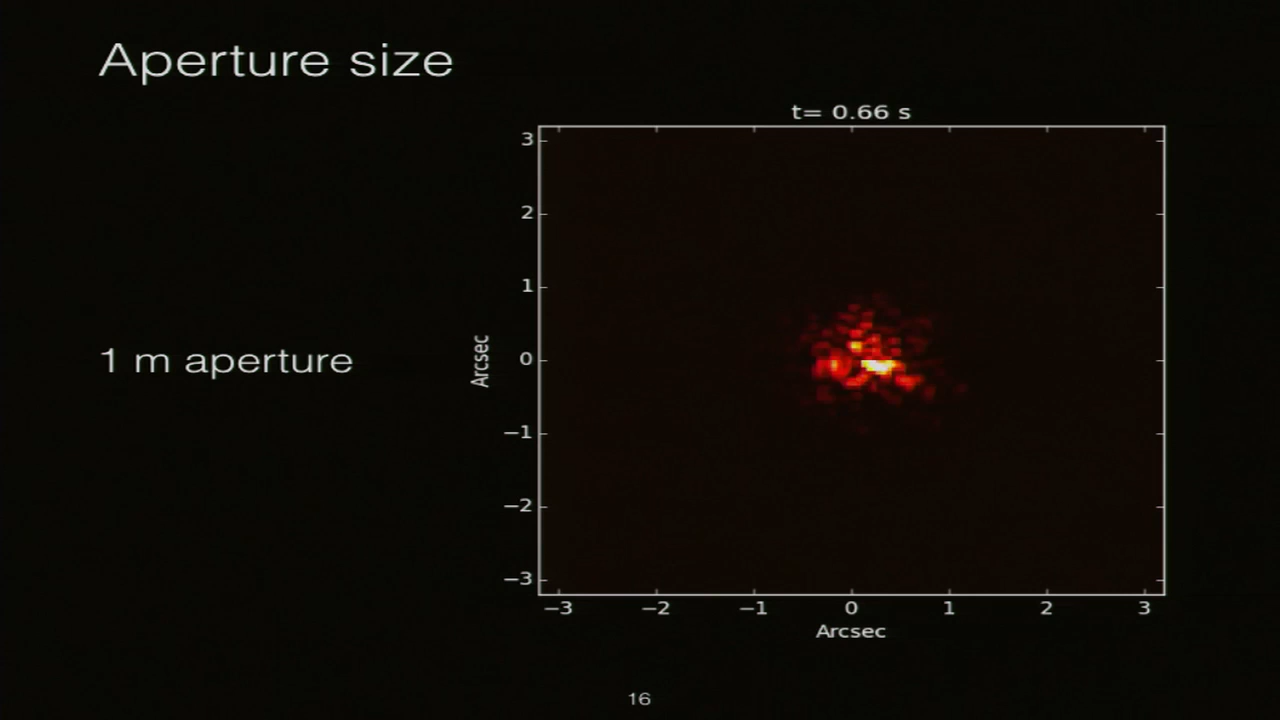 Aperture size
t= 0.66 s
1 m aperture
Arcsec
3
2
1
0
−1
−2
−3
−3 −2 −1 0 1 2 3
Arcsec
16